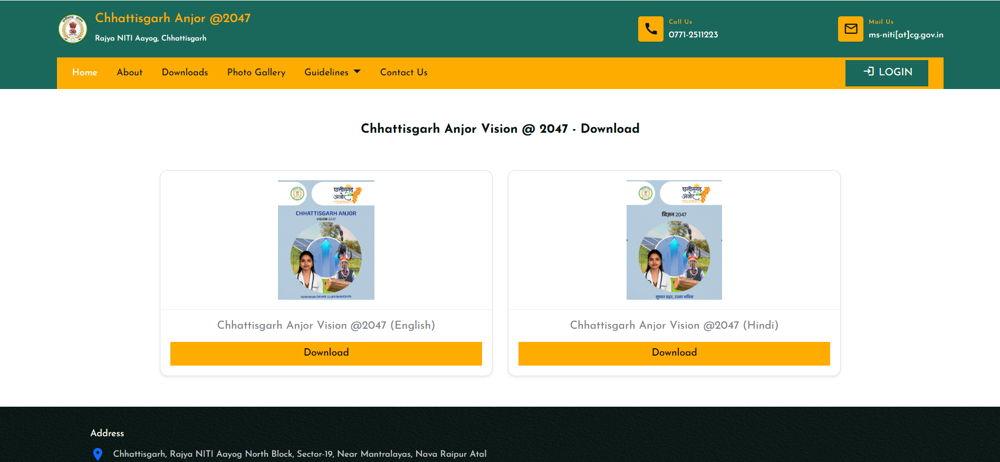 Chhattisgarh Anjor @2047
Rajya NITI Aayog, Chhattisgarh
Call Us
0771-2511223
Mail Us
ms-niti[at]cg.gov.in
Home About Downloads Photo Gallery Guidelines Contact Us LOGIN
Chhattisgarh Anjor Vision @ 2047 - Download
छत्तीसगढ़
अंजोर
CHHATTISGARH ANJOR
VISION 2047
SUGHGHAR DAHAR, UJJAR BHAVISHYA
Chhattisgarh Anjor Vision @2047 (English)
Download
छत्तीसगढ़
अंजोर
विज़न 2047
सुघ्घर डहर, उज्जर भविस
Chhattisgarh Anjor Vision @2047 (Hindi)
Download
Address
Chhattisgarh, Rajya NITI Aayog North Block, Sector-19, Near Mantralayas, Nava Raipur Atal